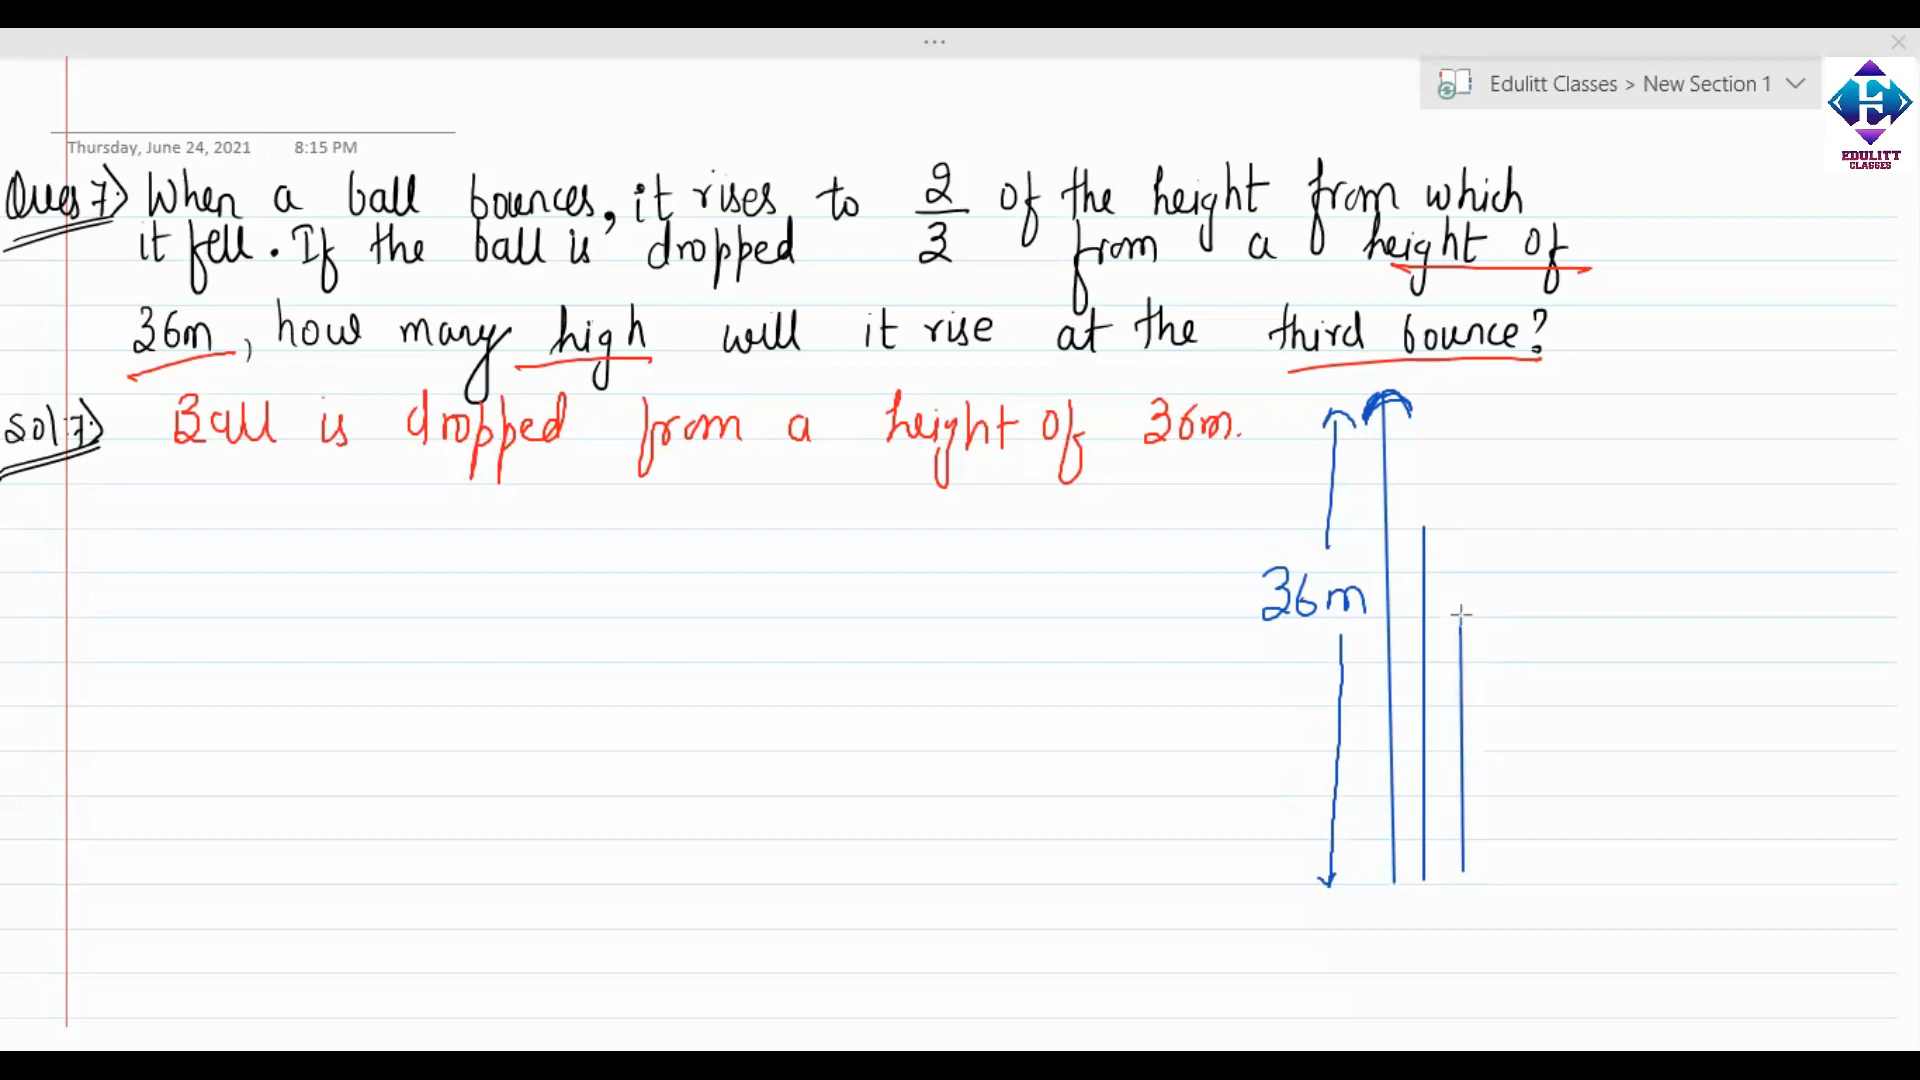 Edulitt Classes > New Section 1
EDULITT
CLASSES
Thursday, June 24, 2021 8:15 PM
Ques 7:) When a ball bounces, it rises to 2/3 of the height from which
it fell. If the ball is dropped from a height of
36m, how many high will it rise at the third bounce?
Sol 7:) Ball is dropped from a height of 36m.
36m